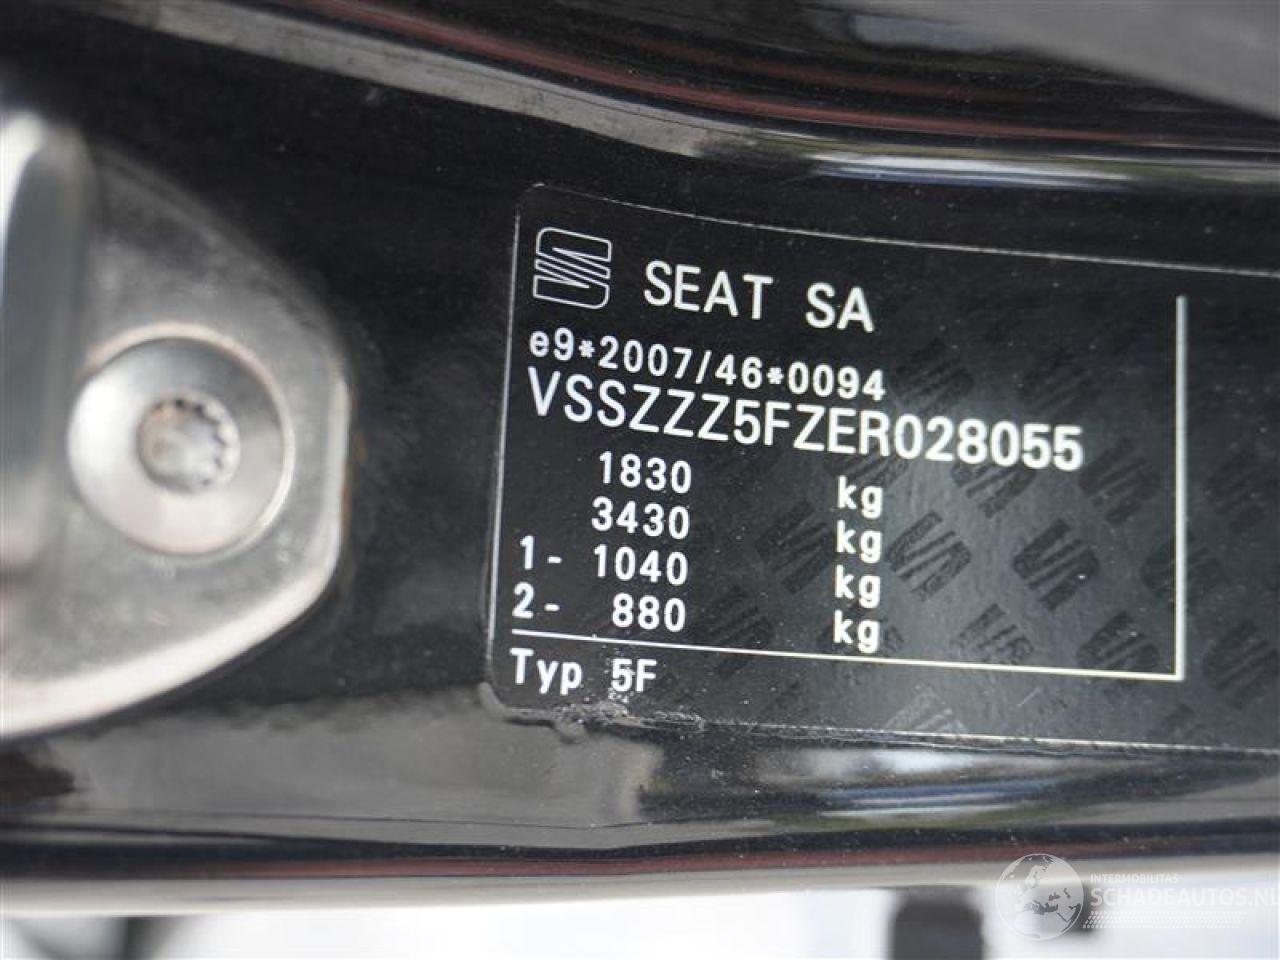 SEAT SA
e9*2007/46*0094
VSSZZZ5FZER028055
1830 kg
3430 kg
1- 1040 kg
2- 880 kg
Typ 5F
INTERMOBILITAS
SCHADEAUTOS.NL